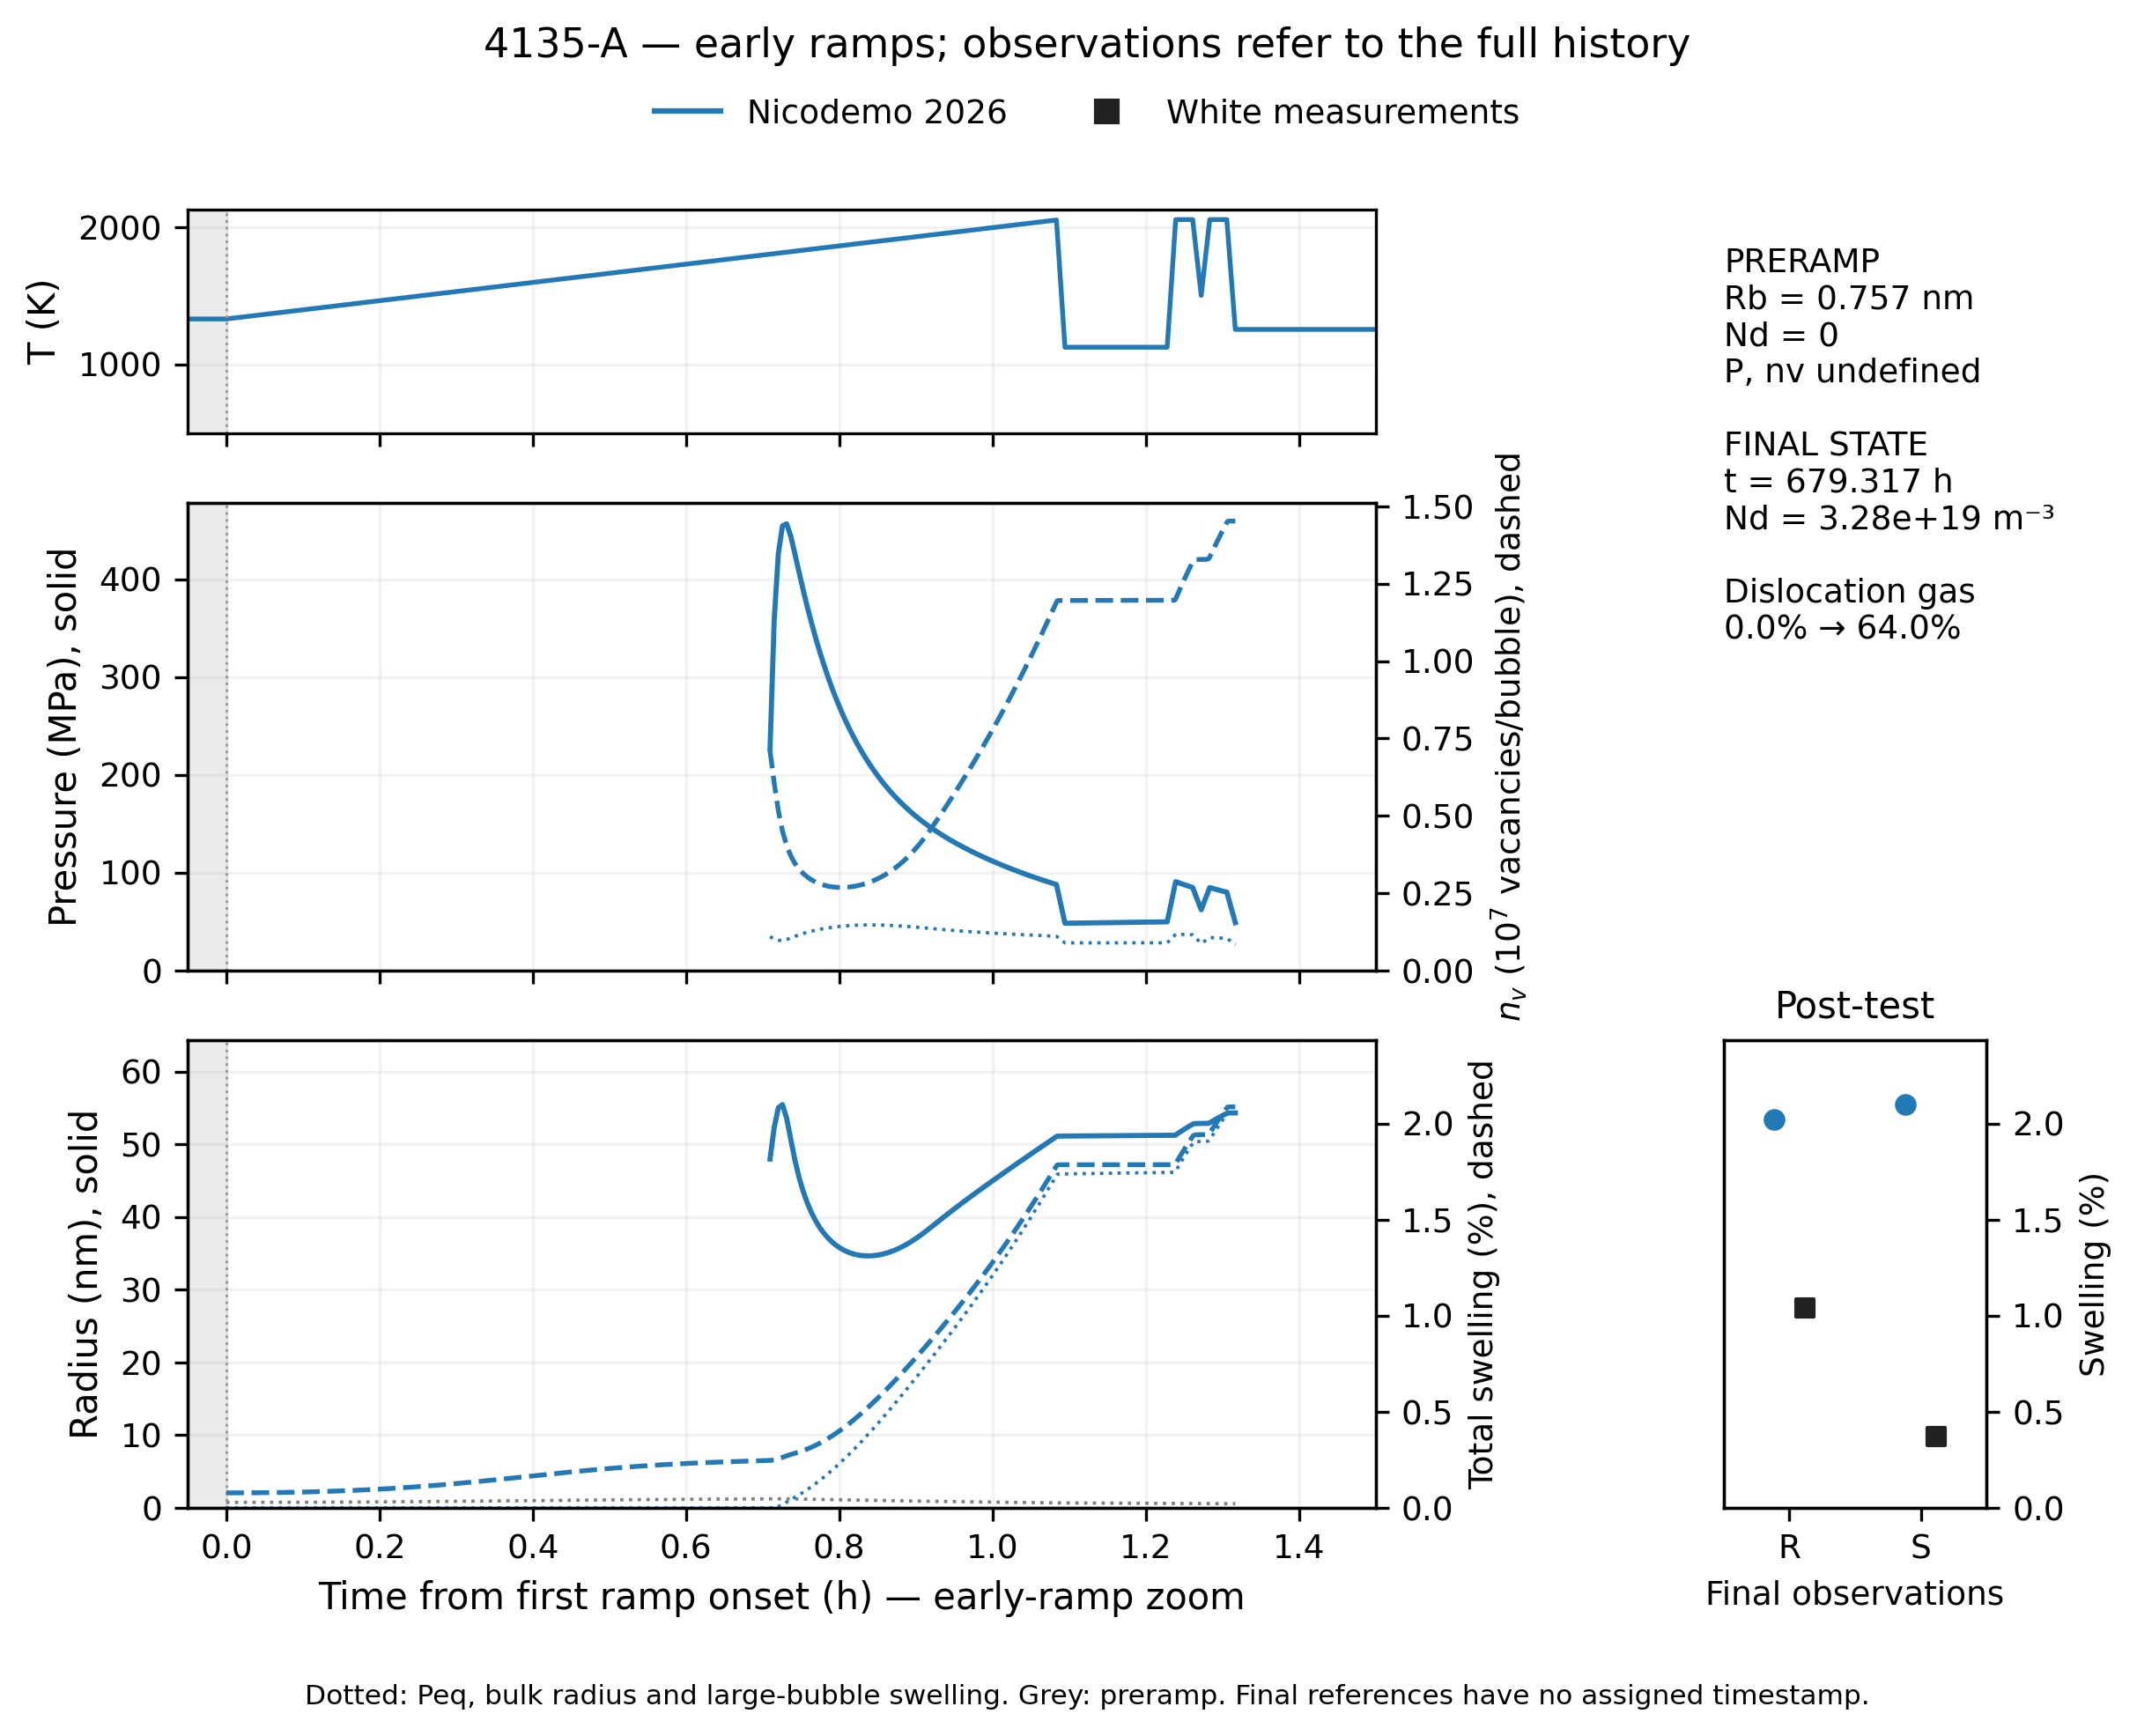 4135-A — early ramps; observations refer to the full history
Nicodemo 2026
White measurements
T (K)
2000
1000
PRERAMP
Rb = 0.757 nm
Nd = 0
P, nv undefined
FINAL STATE
t = 679.317 h
Nd = 3.28e+19 m⁻³
Dislocation gas
0.0% → 64.0%
Pressure (MPa), solid
400
300
200
100
0
1.50
1.25
1.00
0.75
0.50
0.25
0.00
nᵥ (10⁷ vacancies/bubble), dashed
Radius (nm), solid
60
50
40
30
20
10
0
2.0
1.5
1.0
0.5
0.0
Total swelling (%), dashed
0.0 0.2 0.4 0.6 0.8 1.0 1.2 1.4
Time from first ramp onset (h) — early-ramp zoom
Post-test
2.0
1.5
1.0
0.5
0.0
Swelling (%)
R S
Final observations
Dotted: Peq, bulk radius and large-bubble swelling. Grey: preramp. Final references have no assigned timestamp.